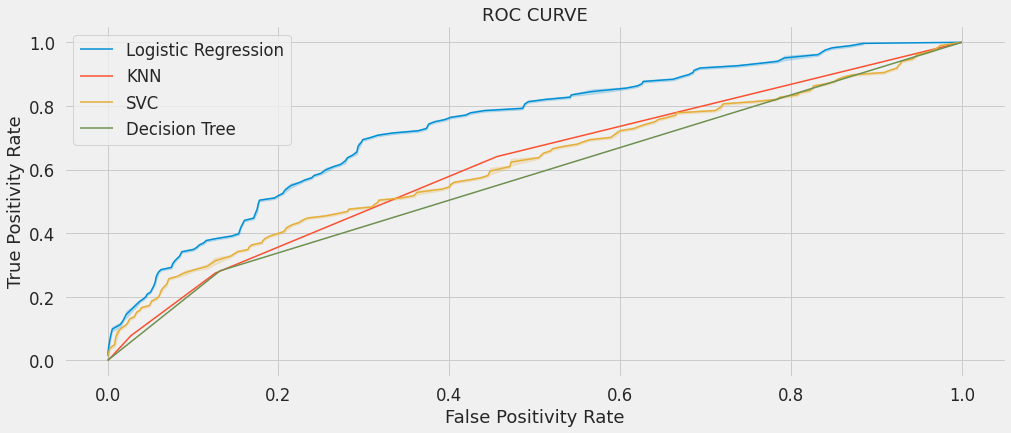 ROC CURVE
Logistic Regression
KNN
SVC
Decision Tree
True Positivity Rate
1.0
0.8
0.6
0.4
0.2
0.0
0.0 0.2 0.4 0.6 0.8 1.0
False Positivity Rate